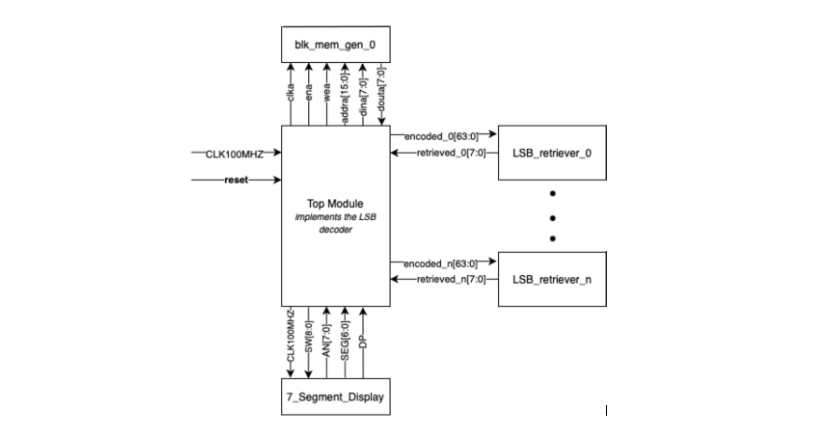 blk_mem_gen_0
clka
ena
wea
addra[15:0]
dina[7:0]
douta[7:0]
encoded_0[63:0]
CLK100MHZ
retrieved_0[7:0]
LSB_retriever_0
reset
Top Module
implements the LSB
decoder
encoded_n[63:0]
retrieved_n[7:0]
LSB_retriever_n
CLK100MHZ
SW[8:0]
AN[7:0]
SEG[6:0]
DP
7_Segment_Display